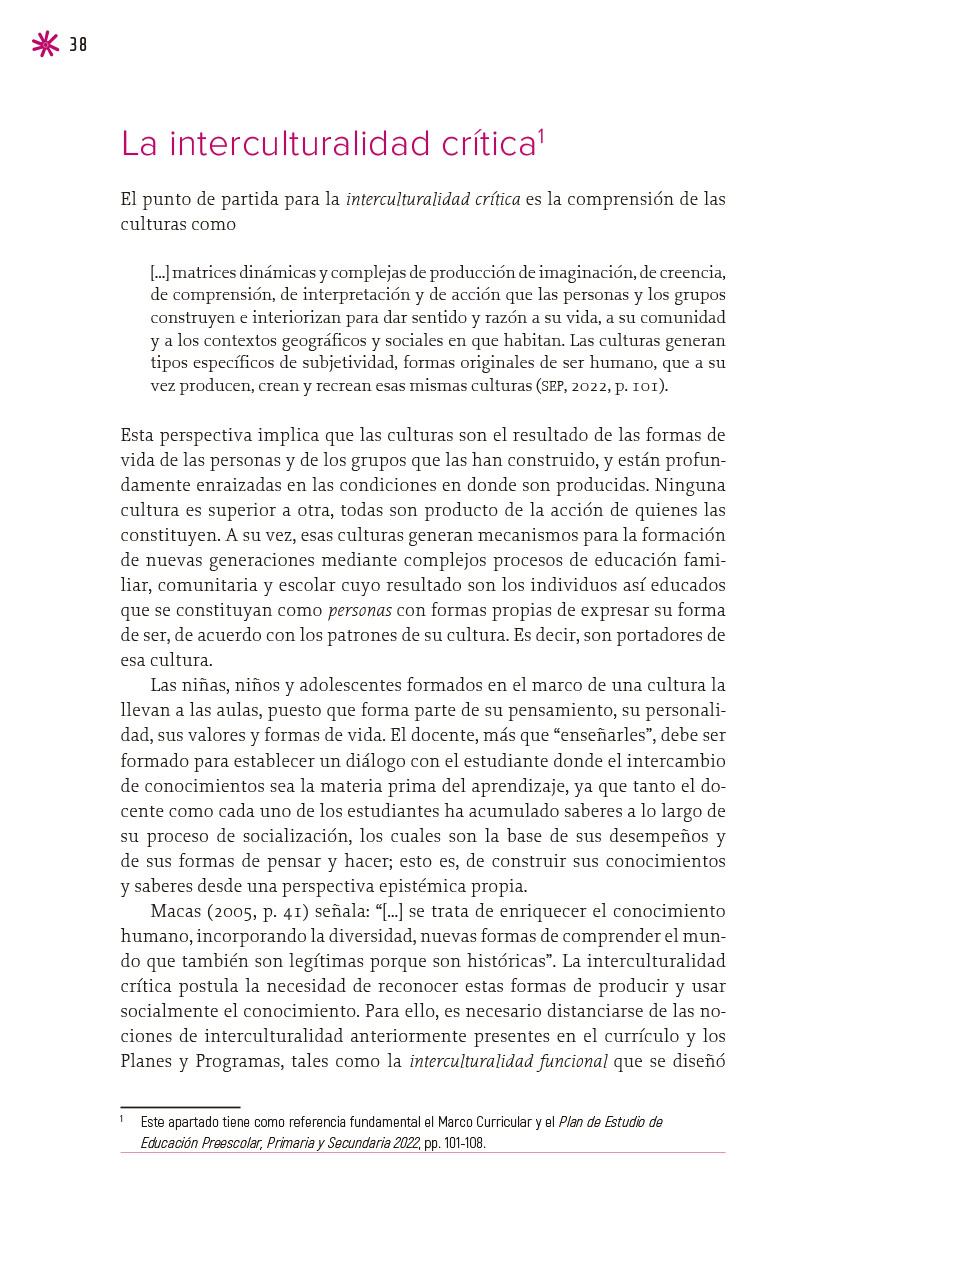 38
La interculturalidad crítica¹
El punto de partida para la interculturalidad crítica es la comprensión de las
culturas como
[...] matrices dinámicas y complejas de producción de imaginación, de creencia,
de comprensión, de interpretación y de acción que las personas y los grupos
construyen e interiorizan para dar sentido y razón a su vida, a su comunidad
y a los contextos geográficos y sociales en que habitan. Las culturas generan
tipos específicos de subjetividad, formas originales de ser humano, que a su
vez producen, crean y recrean esas mismas culturas (SEP, 2022, p. 101).
Esta perspectiva implica que las culturas son el resultado de las formas de
vida de las personas y de los grupos que las han construido, y están profun-
damente enraizadas en las condiciones en donde son producidas. Ninguna
cultura es superior a otra, todas son producto de la acción de quienes las
constituyen. A su vez, esas culturas generan mecanismos para la formación
de nuevas generaciones mediante complejos procesos de educación fami-
liar, comunitaria y escolar cuyo resultado son los individuos así educados
que se constituyan como personas con formas propias de expresar su forma
de ser, de acuerdo con los patrones de su cultura. Es decir, son portadores de
esa cultura.
Las niñas, niños y adolescentes formados en el marco de una cultura la
llevan a las aulas, puesto que forma parte de su pensamiento, su personali-
dad, sus valores y formas de vida. El docente, más que “enseñarles”, debe ser
formado para establecer un diálogo con el estudiante donde el intercambio
de conocimientos sea la materia prima del aprendizaje, ya que tanto el do-
cente como cada uno de los estudiantes ha acumulado saberes a lo largo de
su proceso de socialización, los cuales son la base de sus desempeños y
de sus formas de pensar y hacer; esto es, de construir sus conocimientos
y saberes desde una perspectiva epistémica propia.
Macas (2005, p. 41) señala: “[...] se trata de enriquecer el conocimiento
humano, incorporando la diversidad, nuevas formas de comprender el mun-
do que también son legítimas porque son históricas”. La interculturalidad
crítica postula la necesidad de reconocer estas formas de producir y usar
socialmente el conocimiento. Para ello, es necesario distanciarse de las no-
ciones de interculturalidad anteriormente presentes en el currículo y los
Planes y Programas, tales como la interculturalidad funcional que se diseñó
1 Este apartado tiene como referencia fundamental el Marco Curricular y el Plan de Estudio de
Educación Preescolar, Primaria y Secundaria 2022, pp. 101-108.